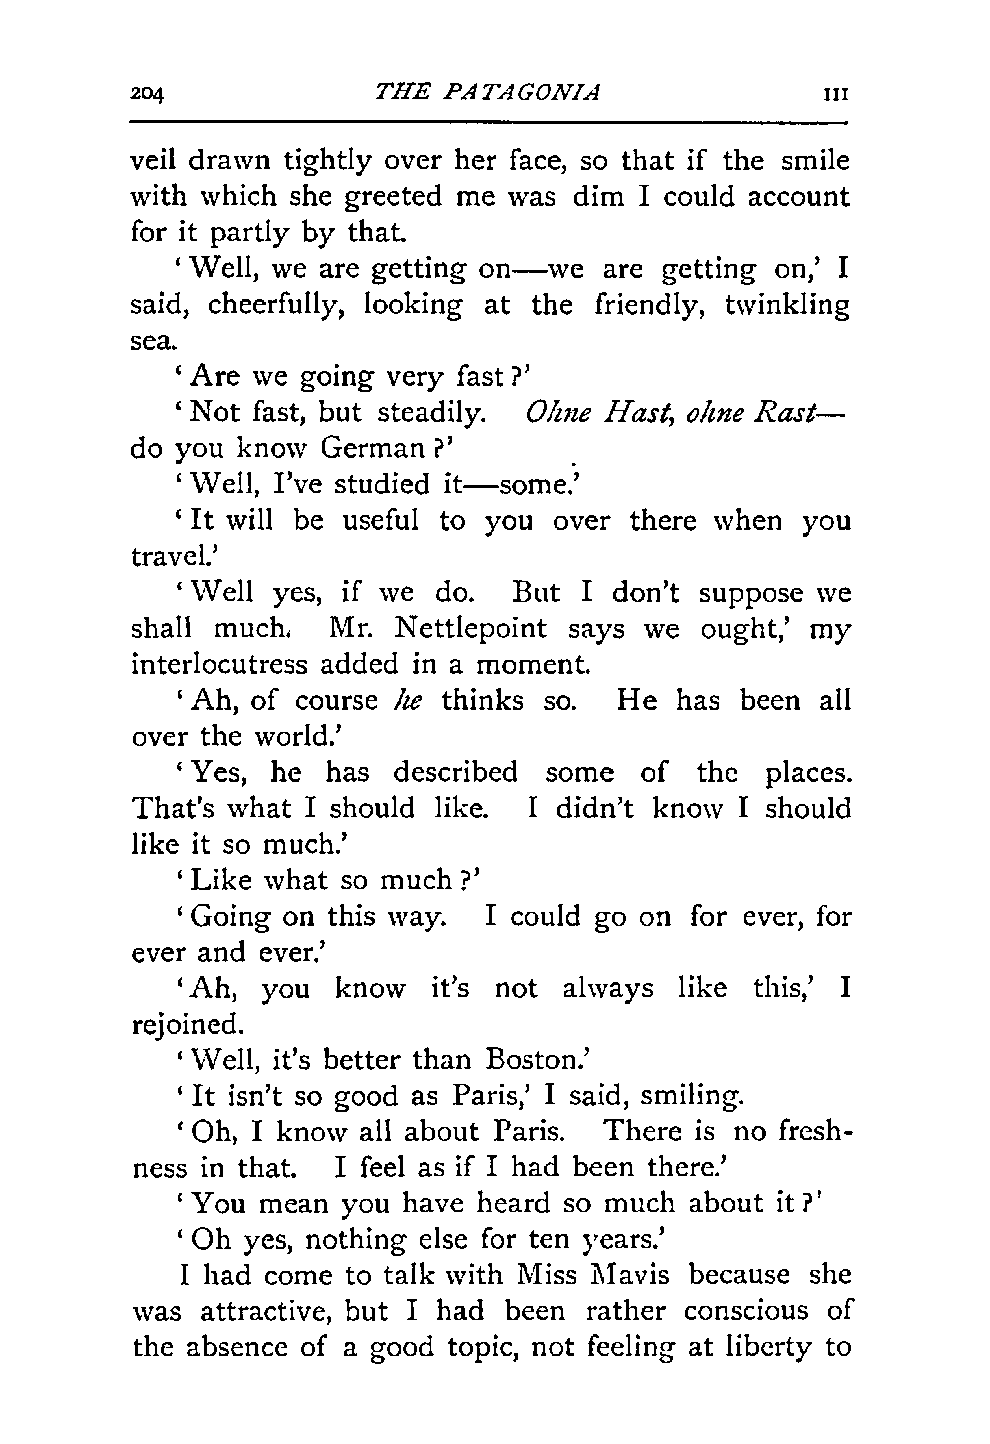 204 THE PATAGONIA III
veil drawn tightly over her face, so that if the smile
with which she greeted me was dim I could account
for it partly by that.
‘Well, we are getting on—we are getting on,’ I
said, cheerfully, looking at the friendly, twinkling
sea.
‘Are we going very fast?’
‘Not fast, but steadily. Ohne Hast, ohne Rast—
do you know German?’
‘Well, I’ve studied it—some.’
‘It will be useful to you over there when you
travel.’
‘Well yes, if we do. But I don’t suppose we
shall much. Mr. Nettlepoint says we ought,’ my
interlocutress added in a moment.
‘Ah, of course he thinks so. He has been all
over the world.’
‘Yes, he has described some of the places.
That’s what I should like. I didn’t know I should
like it so much.’
‘Like what so much?’
‘Going on this way. I could go on for ever, for
ever and ever.’
‘Ah, you know it’s not always like this,’ I
rejoined.
‘Well, it’s better than Boston.’
‘It isn’t so good as Paris,’ I said, smiling.
‘Oh, I know all about Paris. There is no fresh-
ness in that. I feel as if I had been there.’
‘You mean you have heard so much about it?’
‘Oh yes, nothing else for ten years.’
I had come to talk with Miss Mavis because she
was attractive, but I had been rather conscious of
the absence of a good topic, not feeling at liberty to